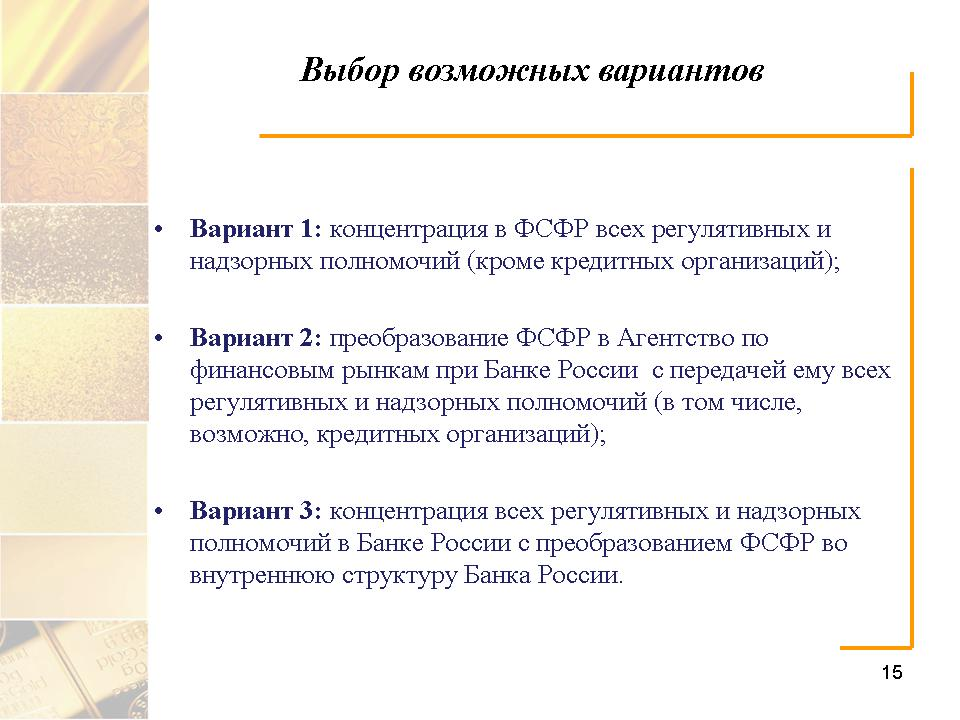 Выбор возможных вариантов
• Вариант 1: концентрация в ФСФР всех регулятивных и
надзорных полномочий (кроме кредитных организаций);
• Вариант 2: преобразование ФСФР в Агентство по
финансовым рынкам при Банке России с передачей ему всех
регулятивных и надзорных полномочий (в том числе,
возможно, кредитных организаций);
• Вариант 3: концентрация всех регулятивных и надзорных
полномочий в Банке России с преобразованием ФСФР во
внутреннюю структуру Банка России.
15